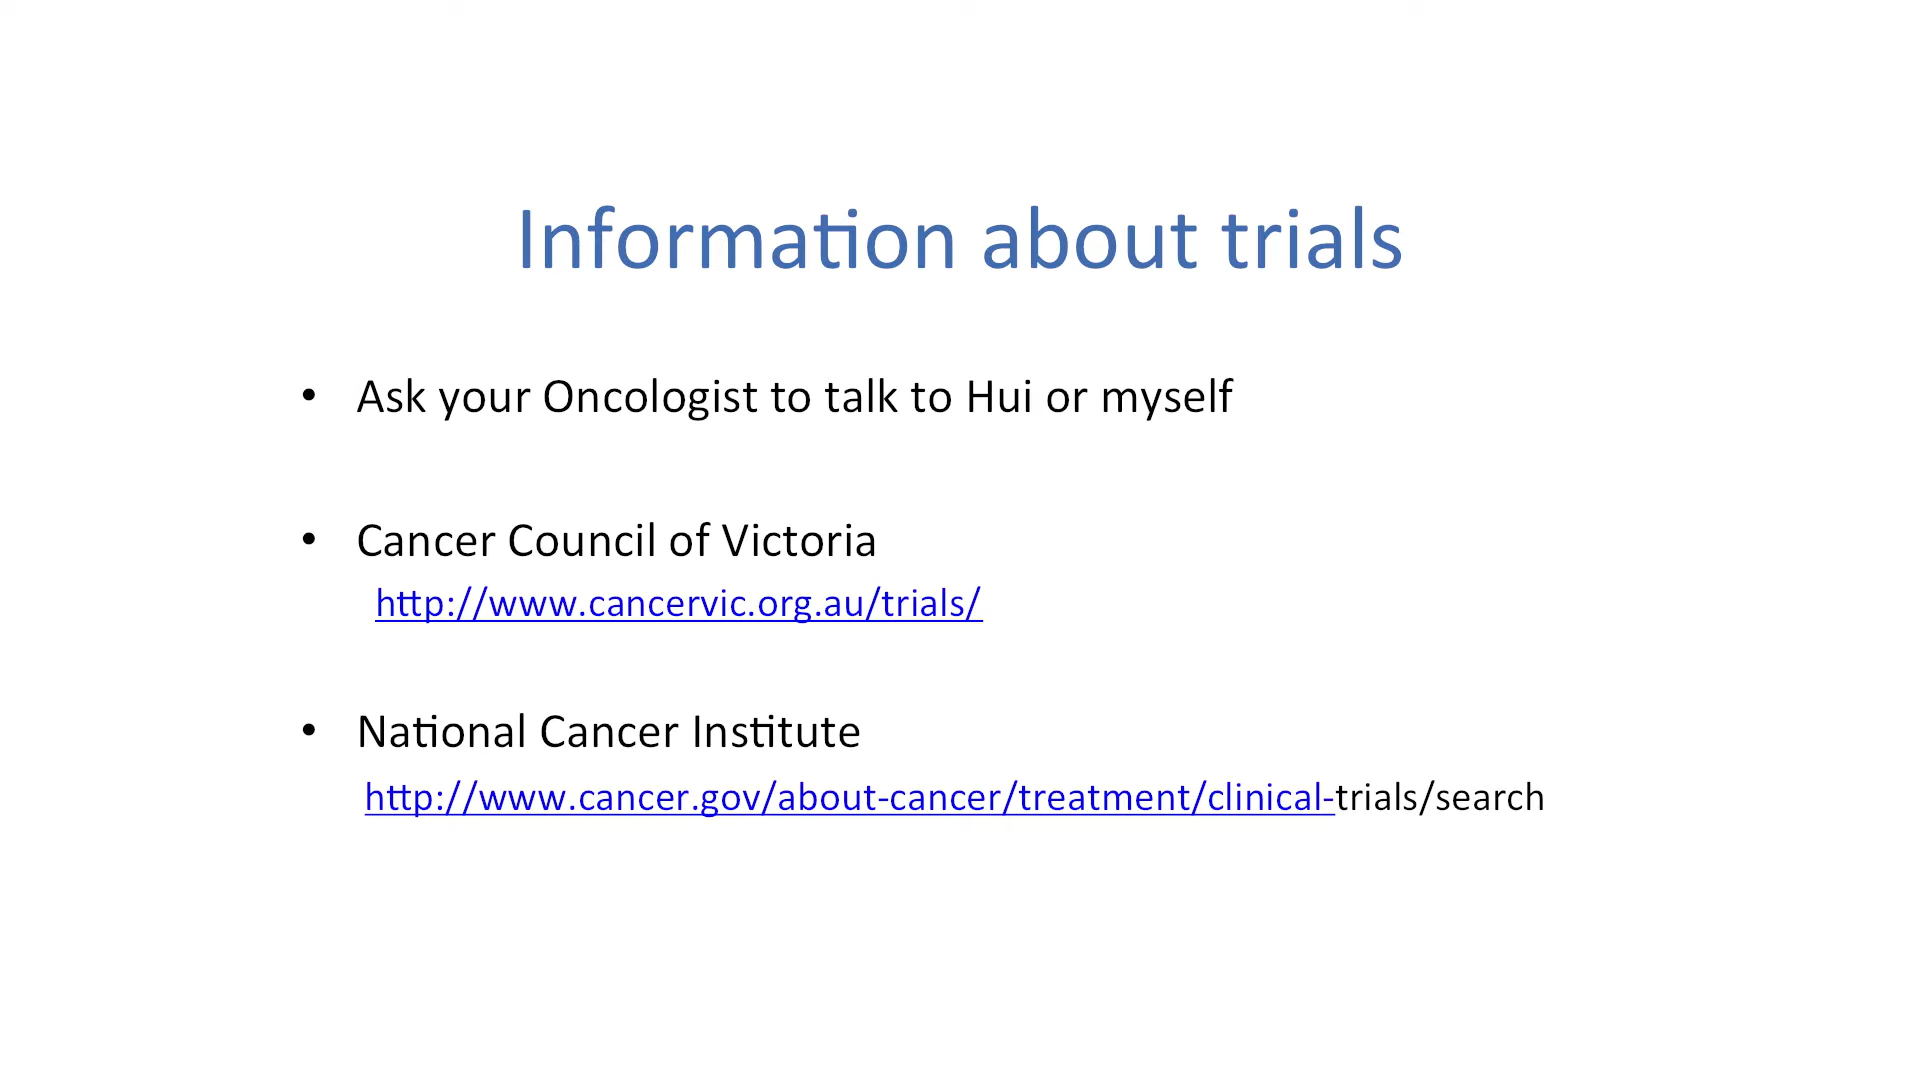 Information about trials
• Ask your Oncologist to talk to Hui or myself
• Cancer Council of Victoria
http://www.cancervic.org.au/trials/
• National Cancer Institute
http://www.cancer.gov/about-cancer/treatment/clinical-trials/search